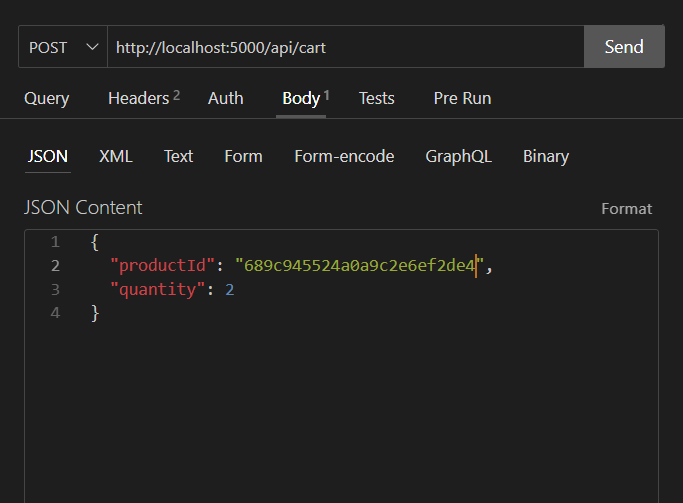 POST http://localhost:5000/api/cart Send
Query Headers 2 Auth Body 1 Tests Pre Run
JSON XML Text Form Form-encode GraphQL Binary
JSON Content Format
1 {
2 "productId": "689c945524a0a9c2e6ef2de4",
3 "quantity": 2
4 }